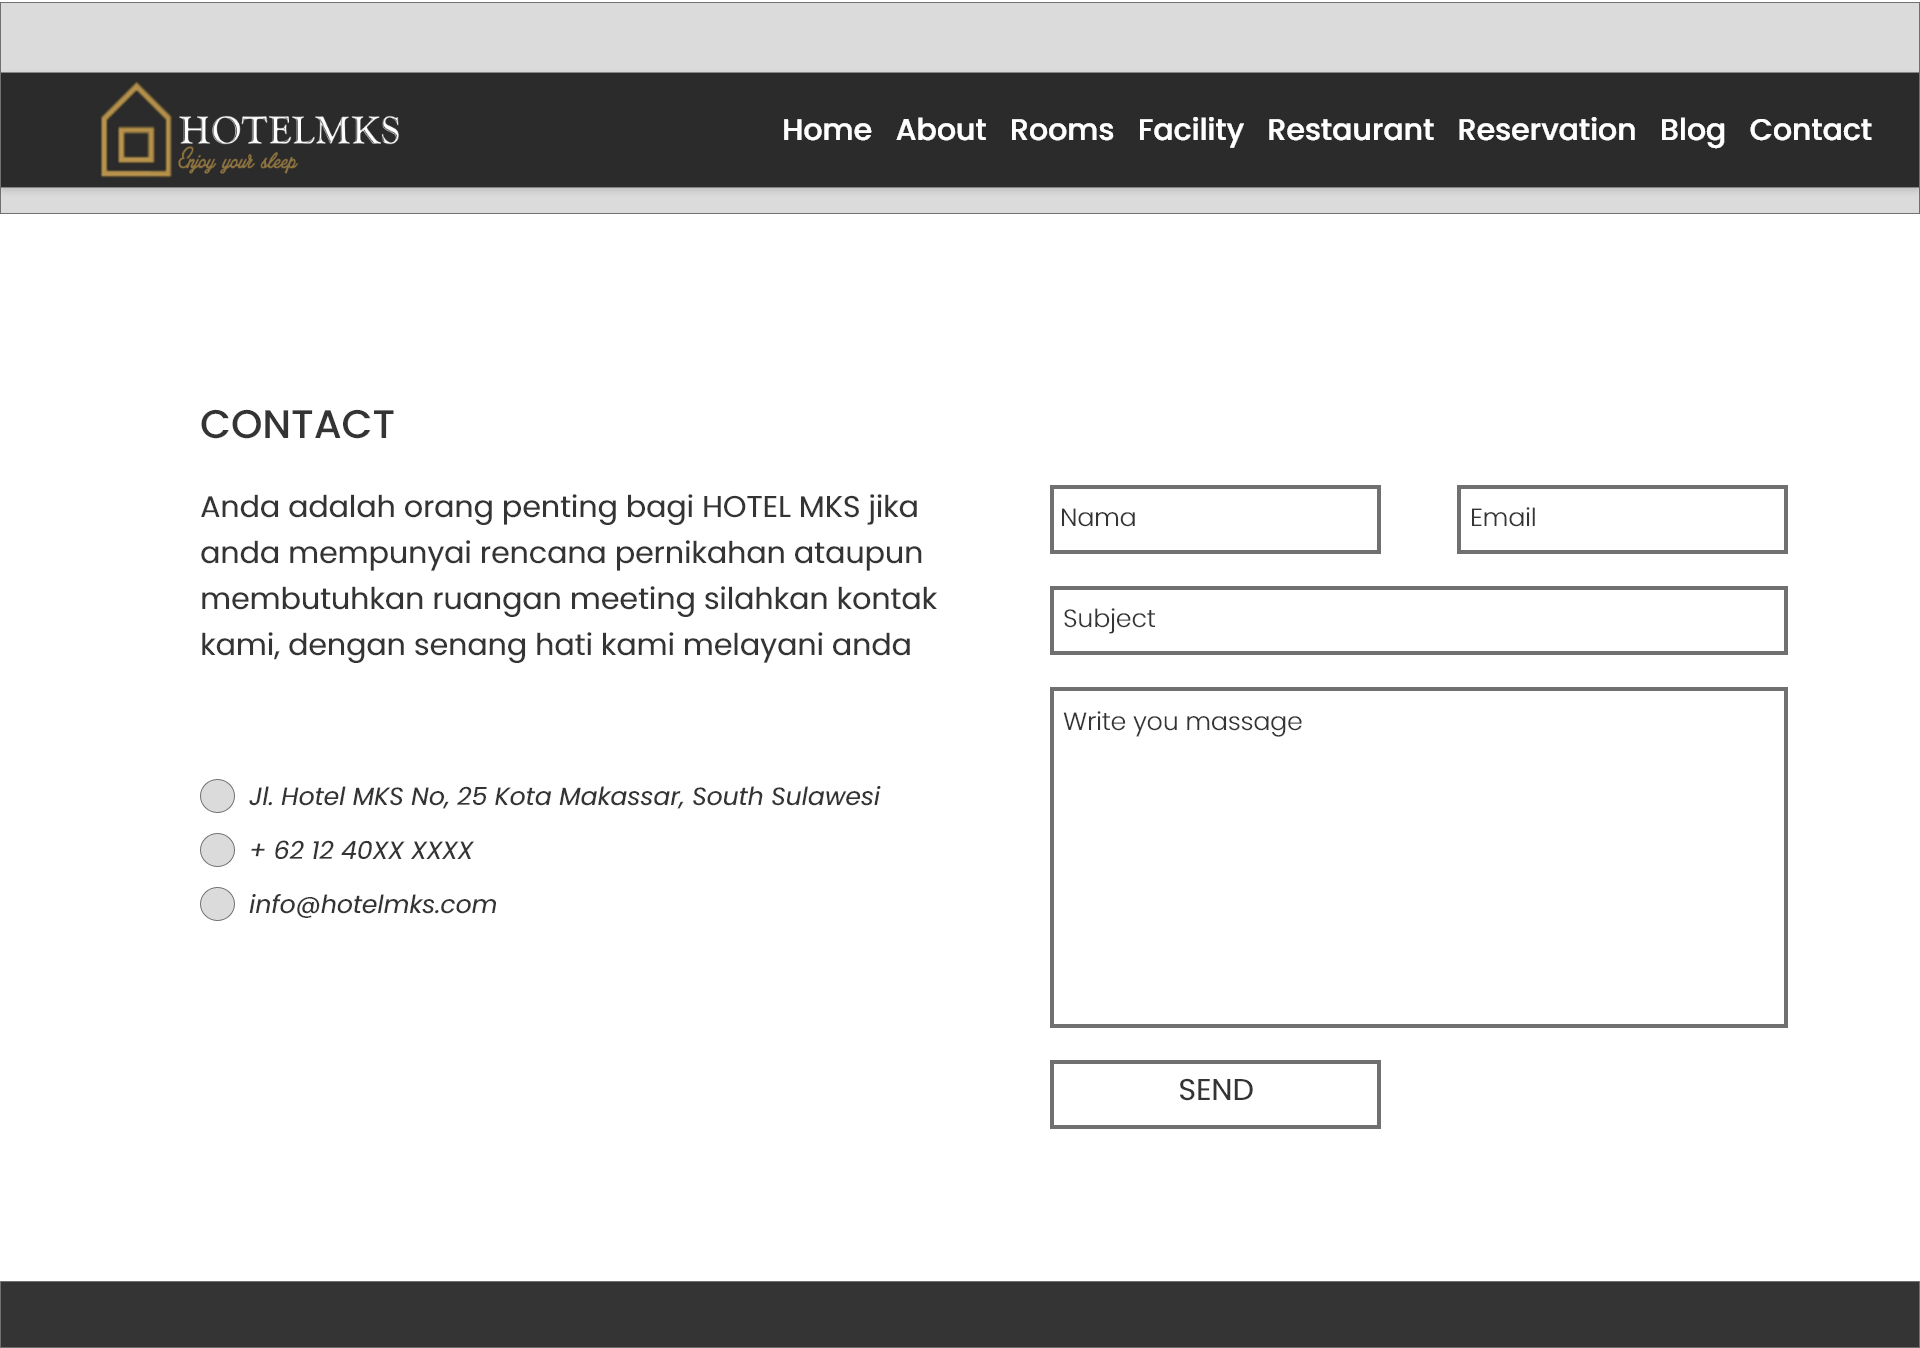 HOTELMKS
Enjoy your sleep
Home About Rooms Facility Restaurant Reservation Blog Contact
CONTACT
Anda adalah orang penting bagi HOTEL MKS jika
anda mempunyai rencana pernikahan ataupun
membutuhkan ruangan meeting silahkan kontak
kami, dengan senang hati kami melayani anda
Jl. Hotel MKS No, 25 Kota Makassar, South Sulawesi
+ 62 12 40XX XXXX
info@hotelmks.com
Nama
Email
Subject
Write you massage
SEND